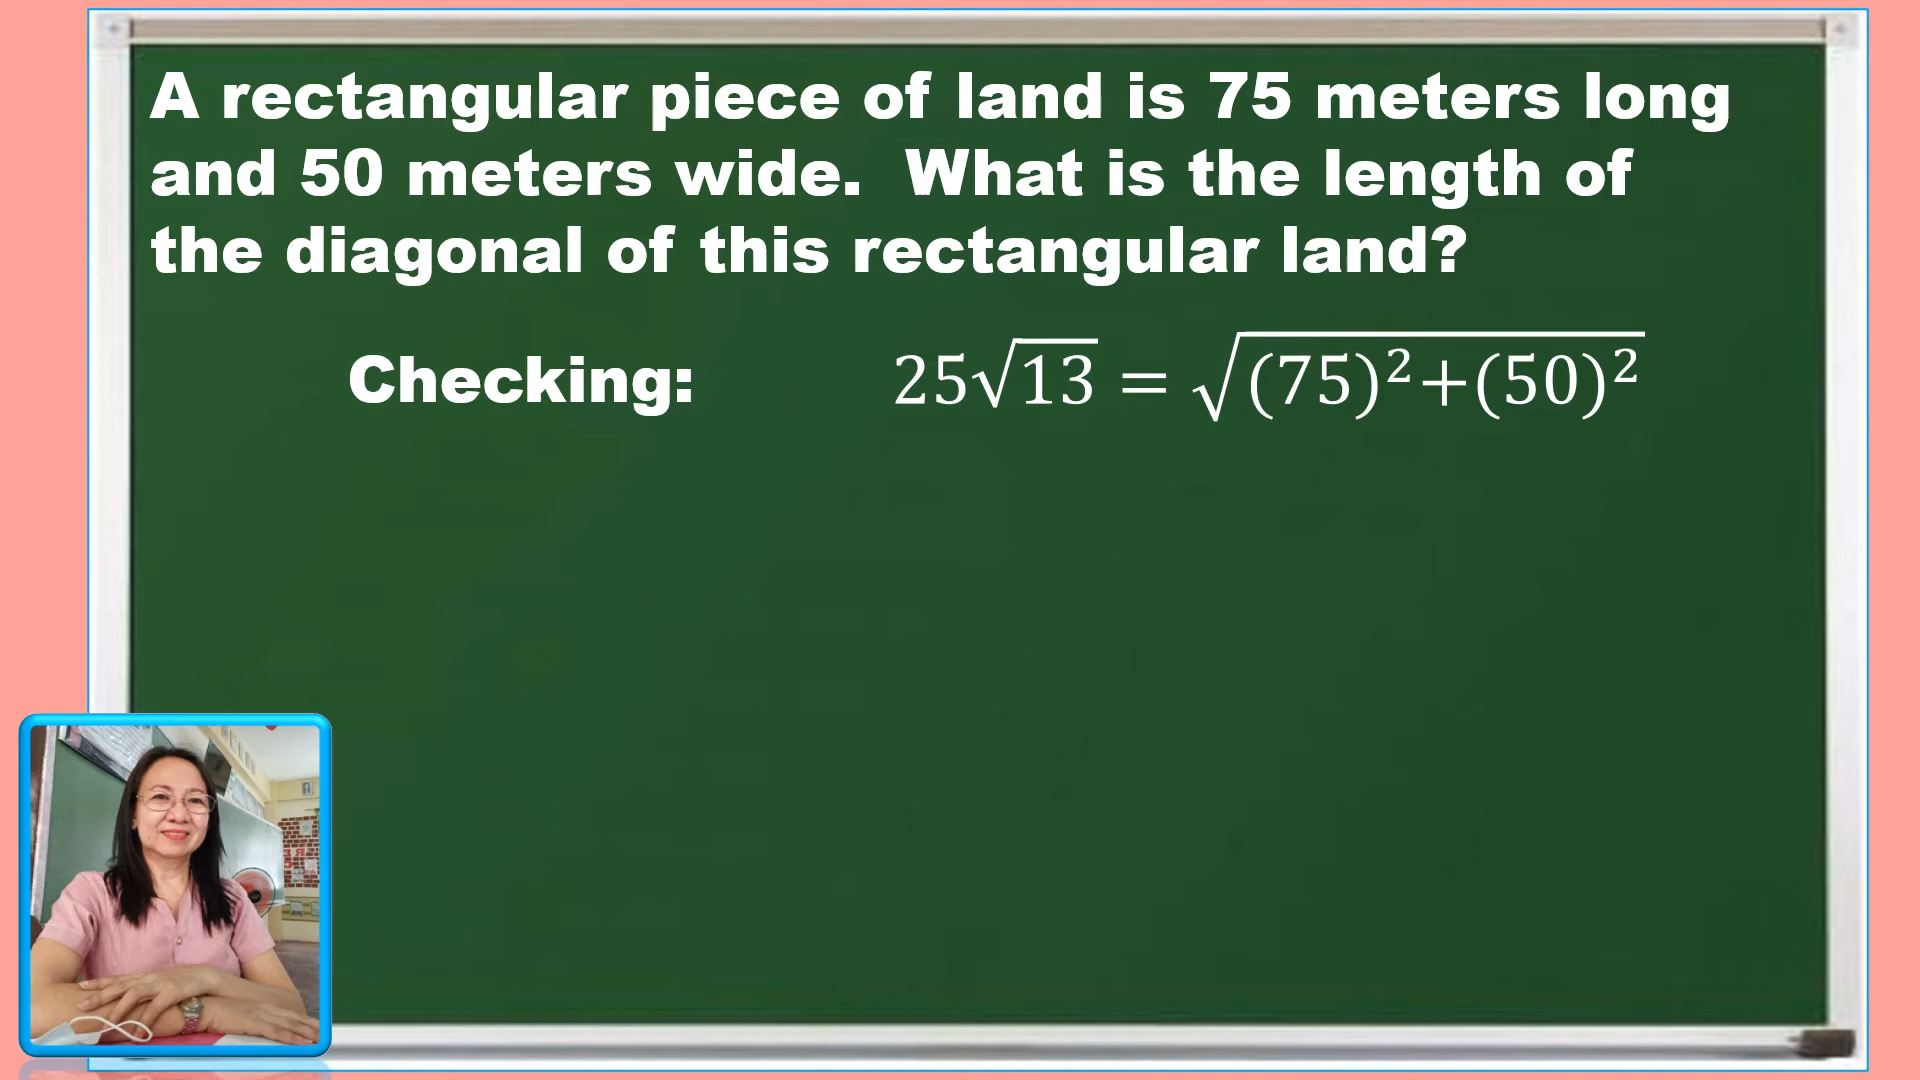 A rectangular piece of land is 75 meters long
and 50 meters wide.  What is the length of
the diagonal of this rectangular land?
Checking: 25√13 = √(75)²+(50)²